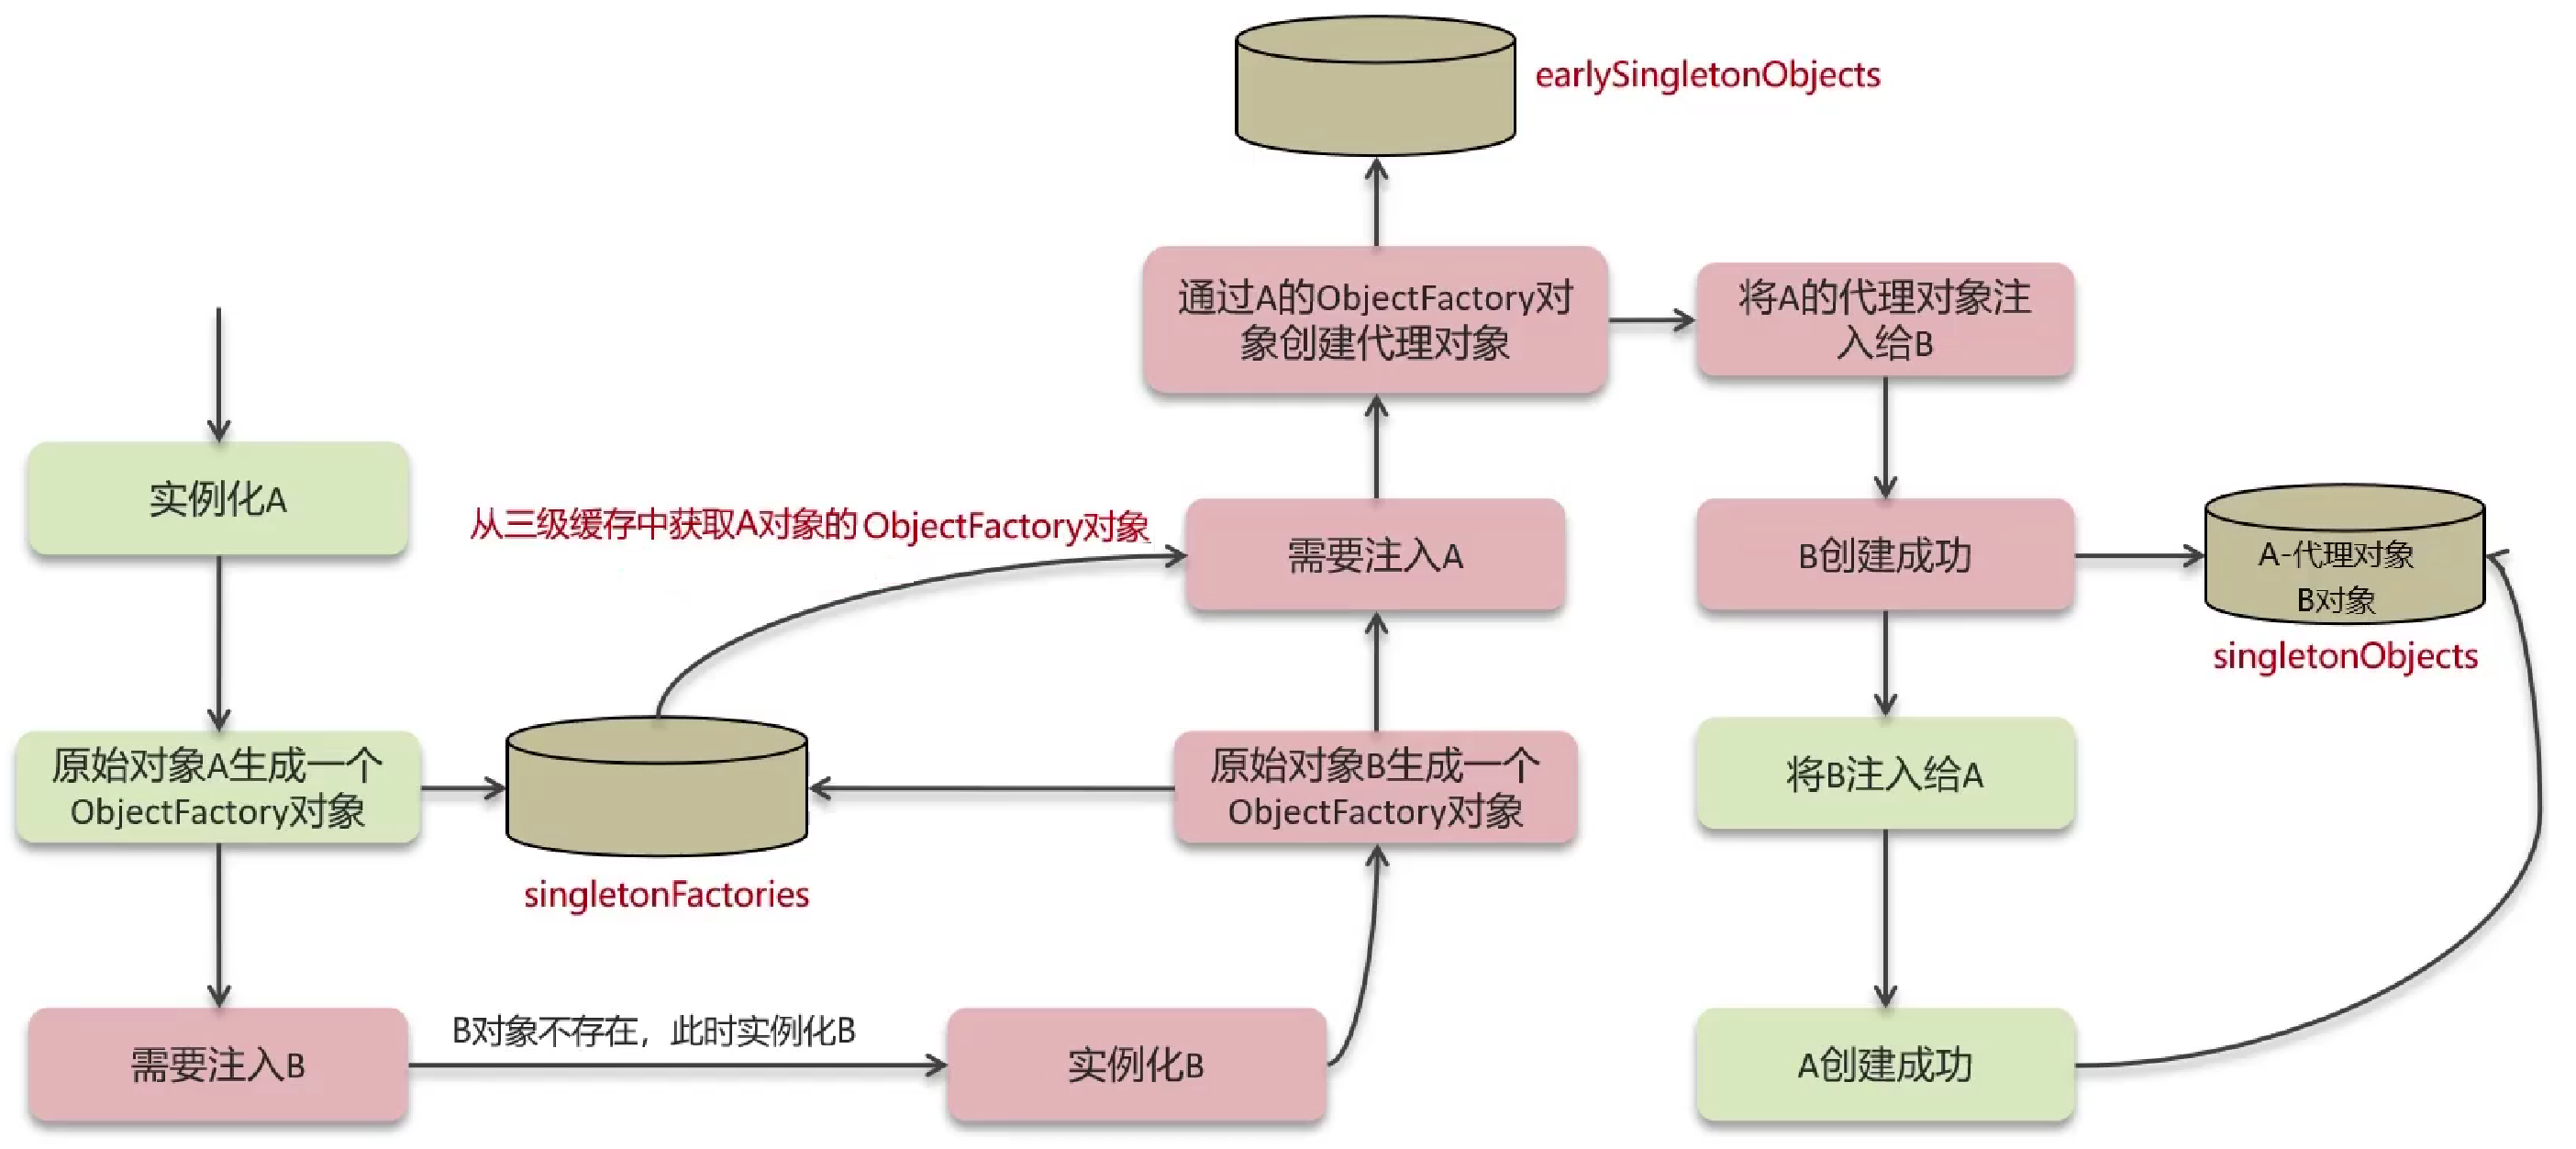 earlySingletonObjects
通过A的ObjectFactory对
象创建代理对象
将A的代理对象注
入给B
实例化A
从三级缓存中获取A对象的 ObjectFactory对象
需要注入A
B创建成功
A-代理对象
B对象
singletonObjects
原始对象A生成一个
ObjectFactory对象
singletonFactories
原始对象B生成一个
ObjectFactory对象
将B注入给A
需要注入B
B对象不存在，此时实例化B
实例化B
A创建成功